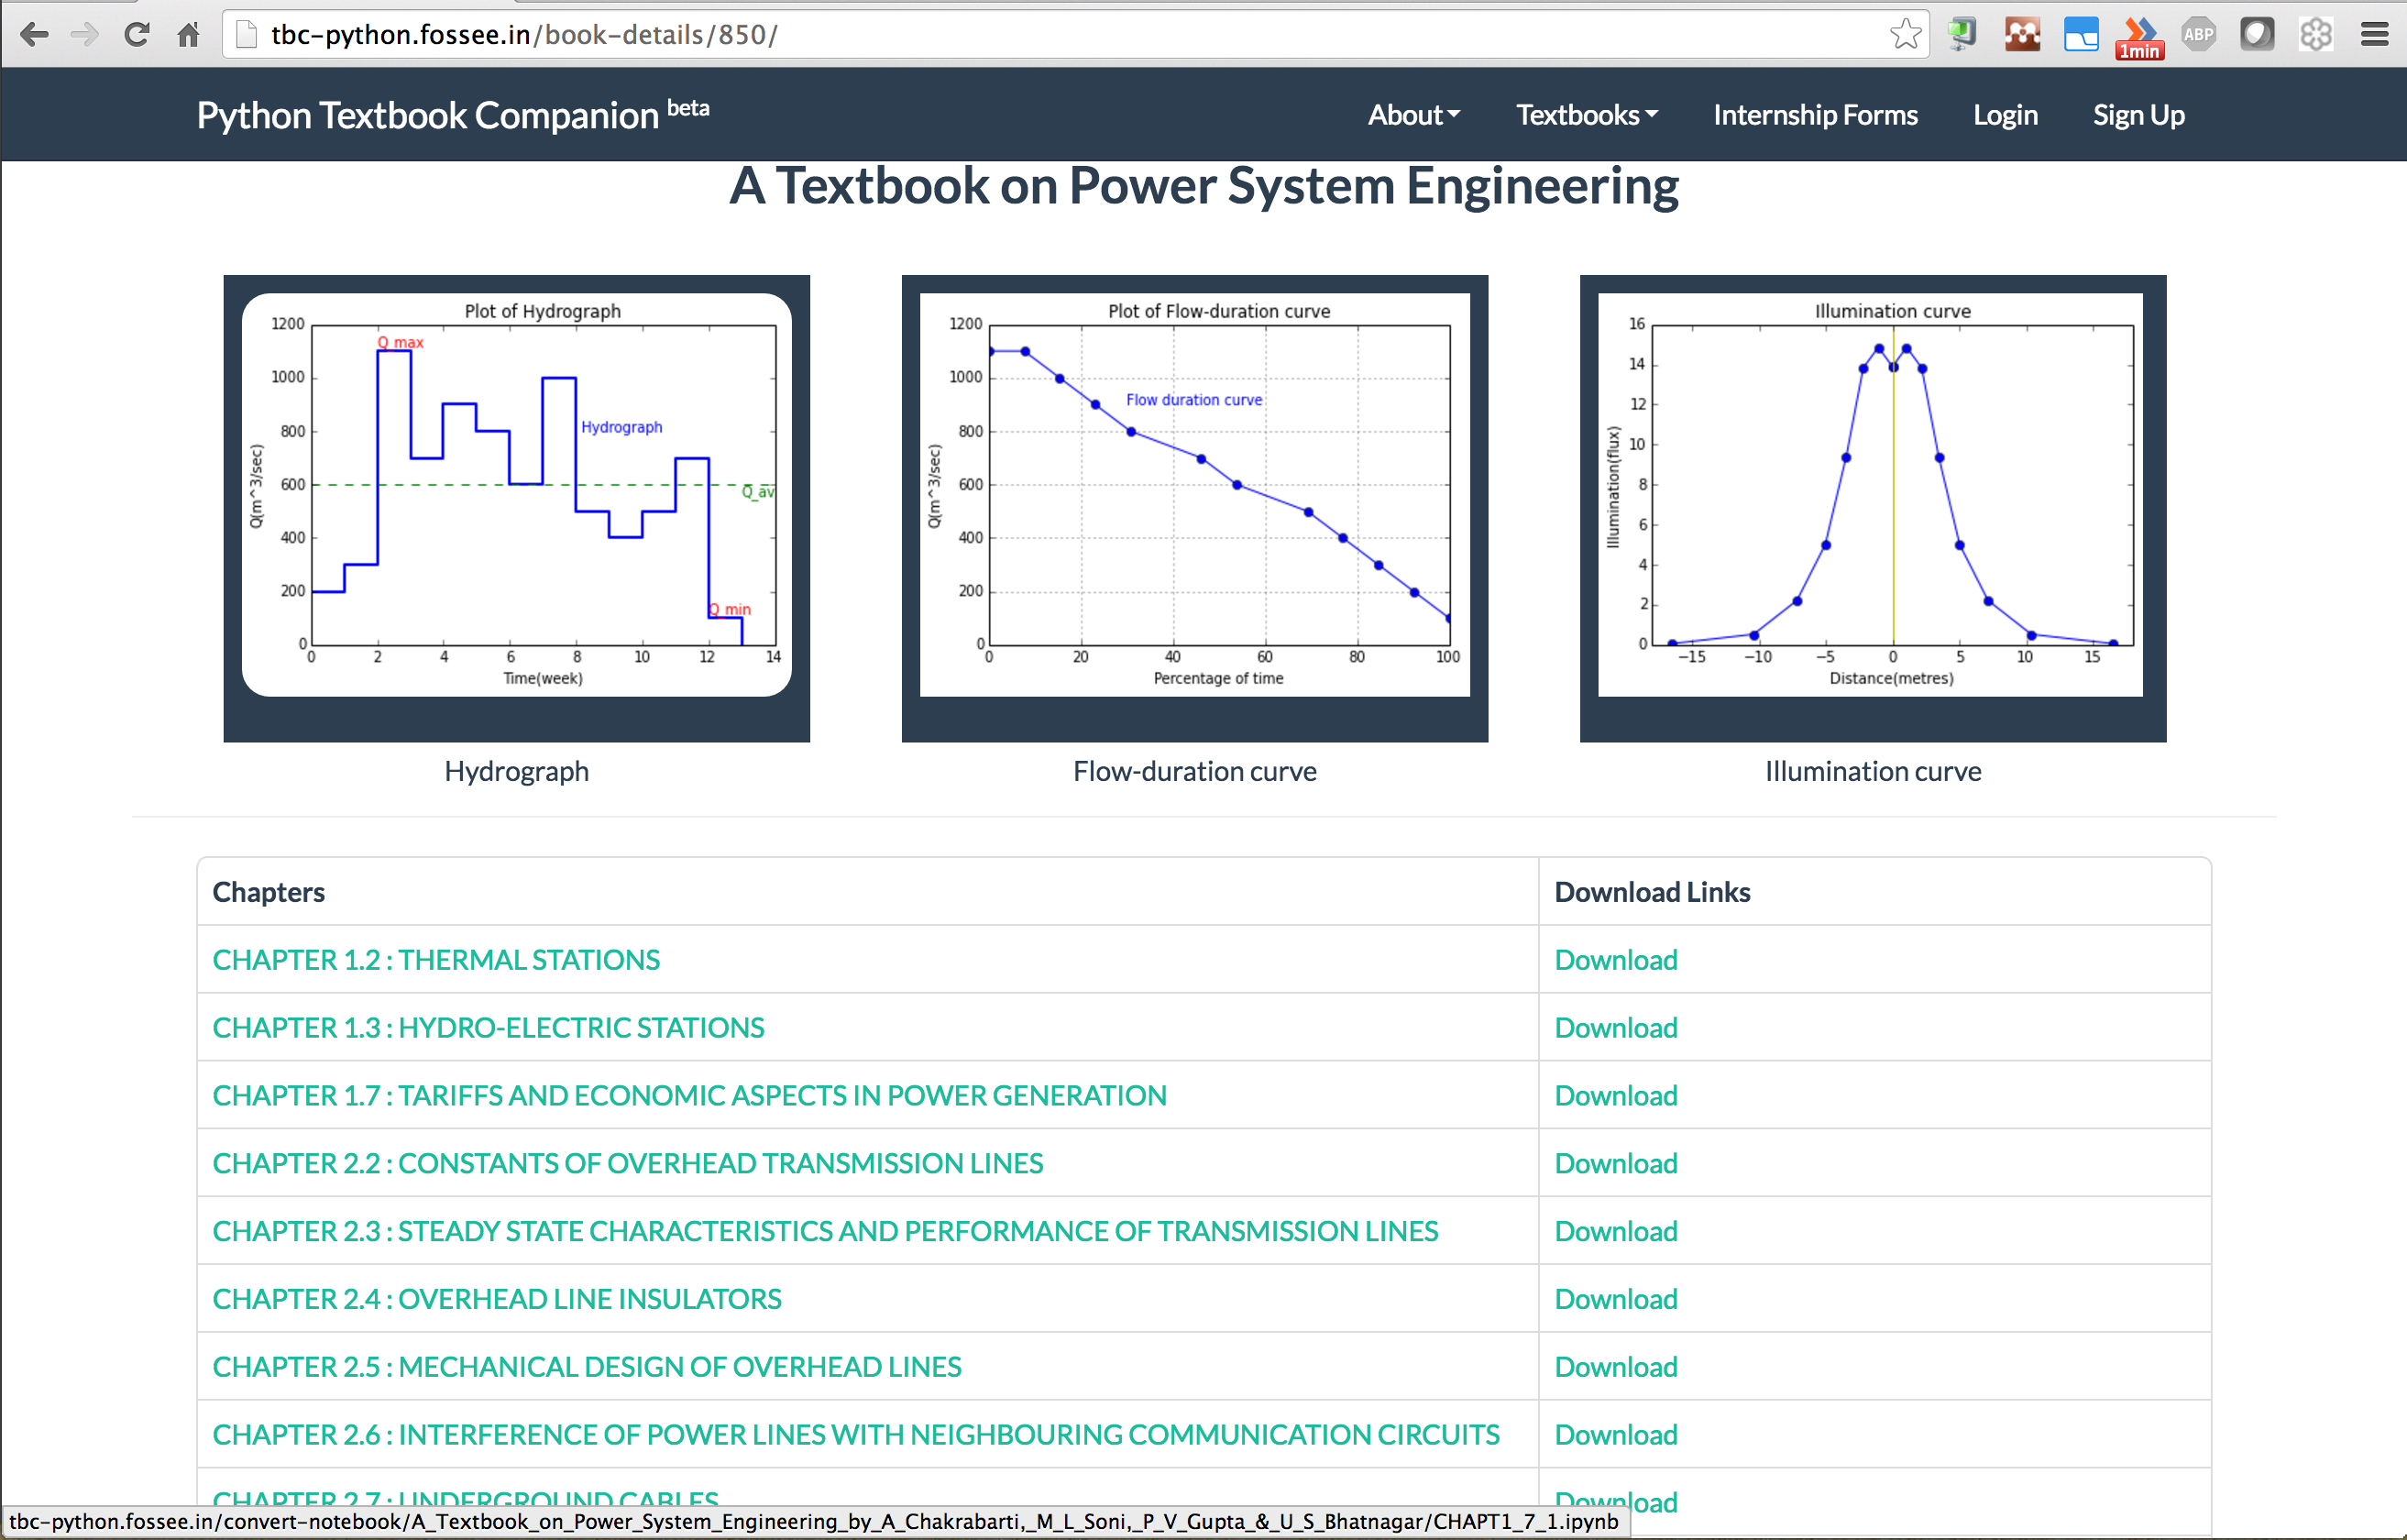 tbc-python.fossee.in/book-details/850/
ABP
1min
Python Textbook Companion beta
About Textbooks Internship Forms Login Sign Up
A Textbook on Power System Engineering
Plot of Hydrograph
1200
1000
800
600
400
200
0
Q(m^3/sec)
Q_max
Hydrograph
Q_av
Q_min
0 2 4 6 8 10 12 14
Time(week)
Hydrograph
Plot of Flow-duration curve
1200
1000
800
600
400
200
0
Q(m^3/sec)
Flow duration curve
0 20 40 60 80 100
Percentage of time
Flow-duration curve
Illumination curve
16
14
12
10
8
6
4
2
0
Illumination(flux)
−15 −10 −5 0 5 10 15
Distance(metres)
Illumination curve
Chapters Download Links
CHAPTER 1.2 : THERMAL STATIONS Download
CHAPTER 1.3 : HYDRO-ELECTRIC STATIONS Download
CHAPTER 1.7 : TARIFFS AND ECONOMIC ASPECTS IN POWER GENERATION Download
CHAPTER 2.2 : CONSTANTS OF OVERHEAD TRANSMISSION LINES Download
CHAPTER 2.3 : STEADY STATE CHARACTERISTICS AND PERFORMANCE OF TRANSMISSION LINES Download
CHAPTER 2.4 : OVERHEAD LINE INSULATORS Download
CHAPTER 2.5 : MECHANICAL DESIGN OF OVERHEAD LINES Download
CHAPTER 2.6 : INTERFERENCE OF POWER LINES WITH NEIGHBOURING COMMUNICATION CIRCUITS Download
CHAPTER 2.7 : UNDERGROUND CABLES Download
tbc-python.fossee.in/convert-notebook/A_Textbook_on_Power_System_Engineering_by_A_Chakrabarti,_M_L_Soni,_P_V_Gupta_&_U_S_Bhatnagar/CHAPT1_7_1.ipynb